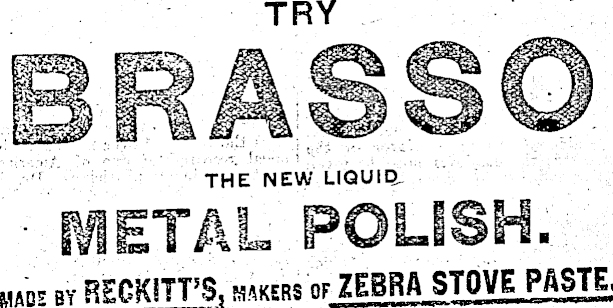 TRY
BRASSO
THE NEW LIQUID
METAL POLISH.
MADE BY RECKITT'S, MAKERS OF ZEBRA STOVE PASTE